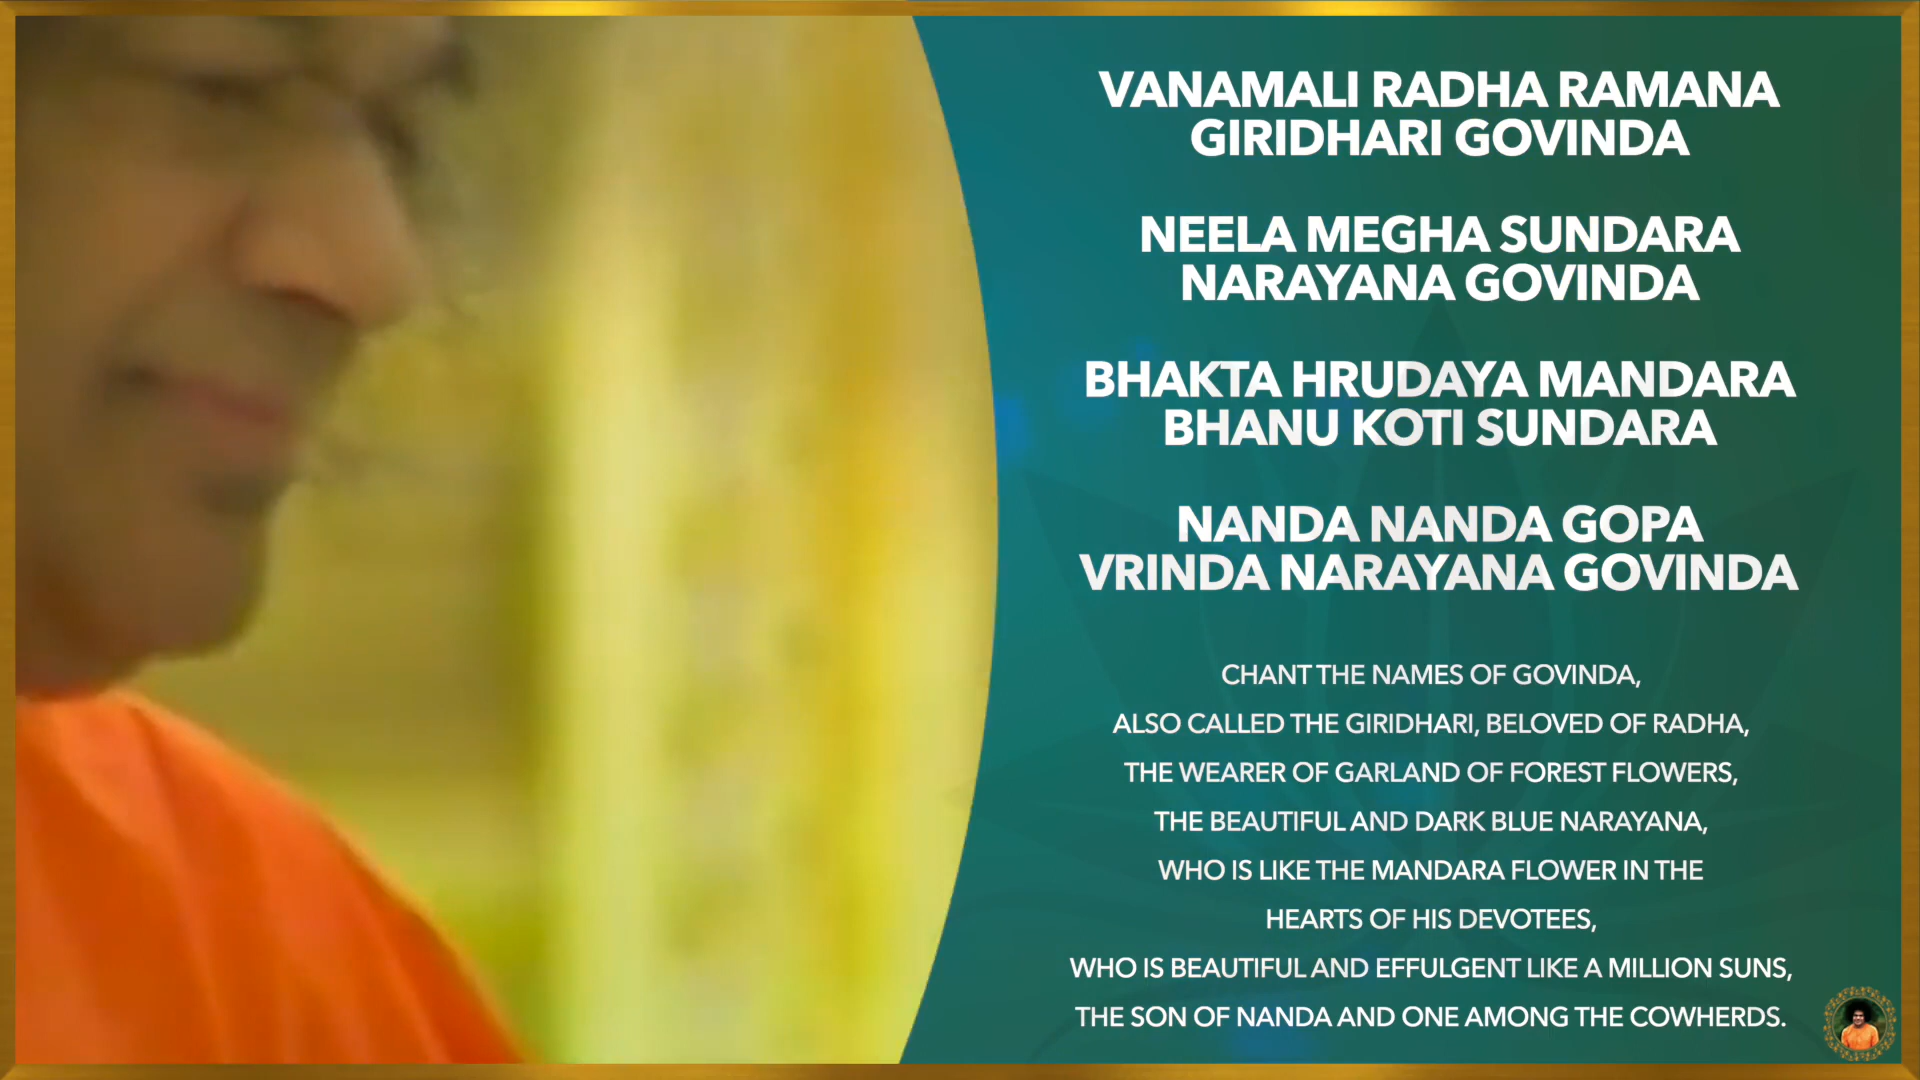 VANAMALI RADHA RAMANA
GIRIDHARI GOVINDA
NEELA MEGHA SUNDARA
NARAYANA GOVINDA
BHAKTA HRUDAYA MANDARA
BHANU KOTI SUNDARA
NANDA NANDA GOPA
VRINDA NARAYANA GOVINDA
CHANT THE NAMES OF GOVINDA,
ALSO CALLED THE GIRIDHARI, BELOVED OF RADHA,
THE WEARER OF GARLAND OF FOREST FLOWERS,
THE BEAUTIFUL AND DARK BLUE NARAYANA,
WHO IS LIKE THE MANDARA FLOWER IN THE
HEARTS OF HIS DEVOTEES,
WHO IS BEAUTIFUL AND EFFULGENT LIKE A MILLION SUNS,
THE SON OF NANDA AND ONE AMONG THE COWHERDS.